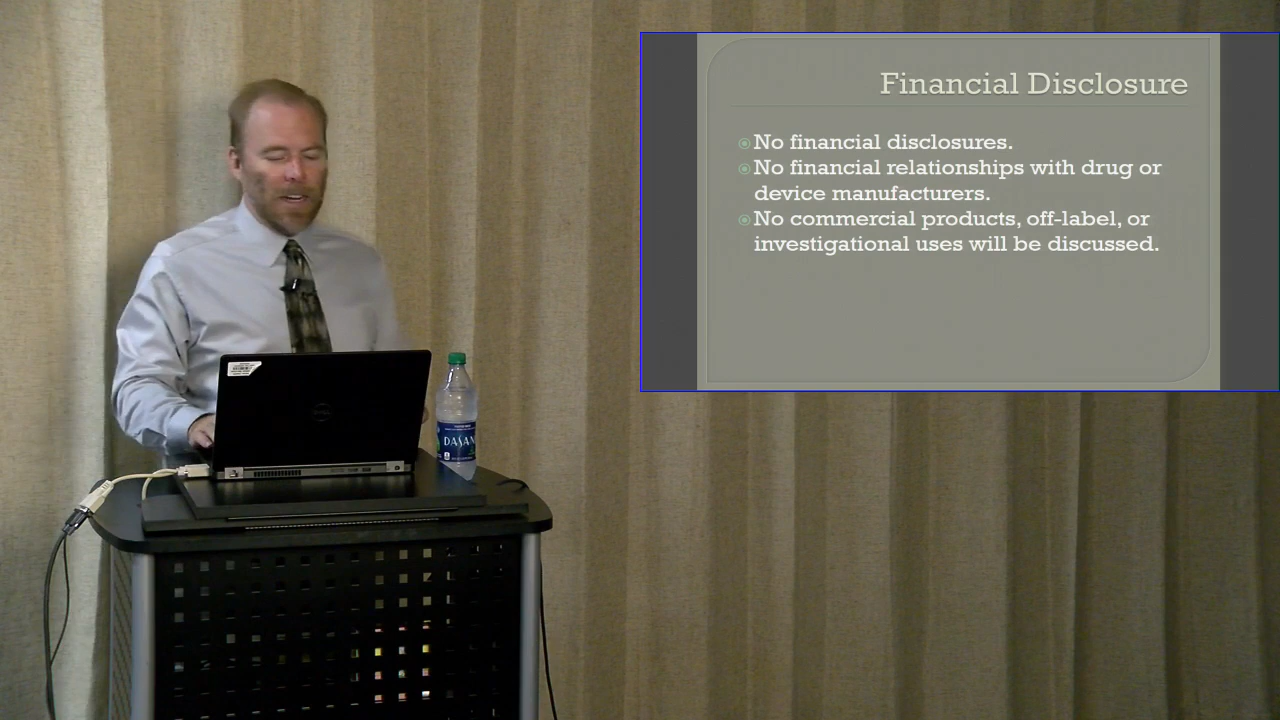 Financial Disclosure
No financial disclosures.
No financial relationships with drug or
device manufacturers.
No commercial products, off-label, or
investigational uses will be discussed.
DASAN